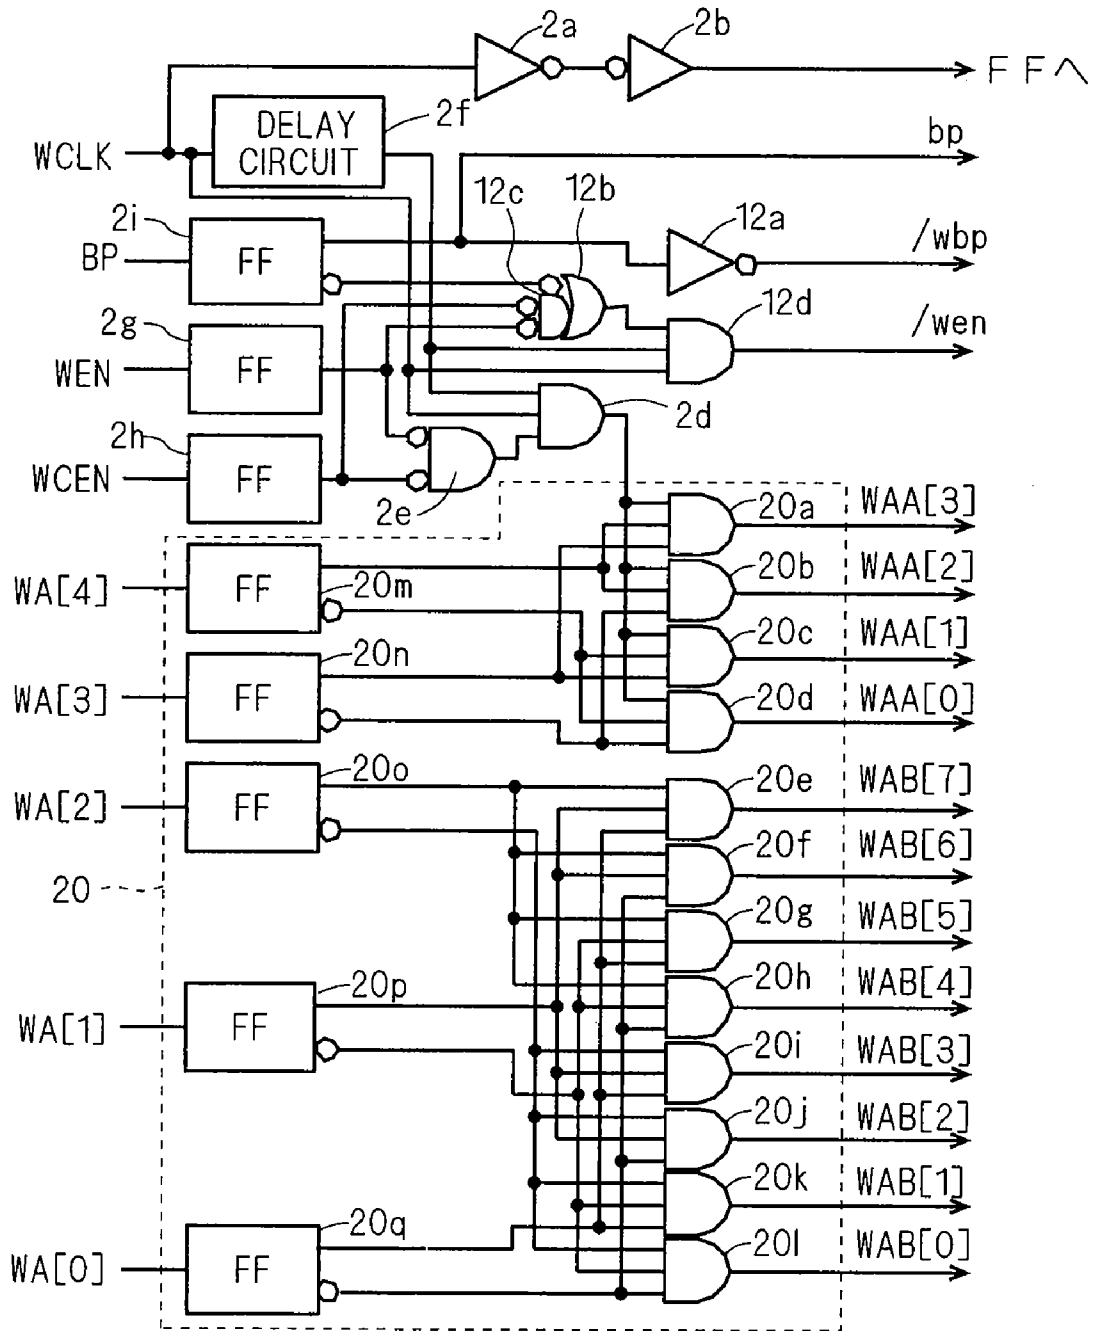 2a
2b
FFへ
WCLK
DELAY
CIRCUIT
2f
bp
2i
BP
FF
12c
12b
12a
/wbp
2g
WEN
FF
12d
/wen
2h
WCEN
FF
2d
2e
20a
WAA[3]
WA[4]
FF
20m
20b
WAA[2]
20n
20c
WAA[1]
WA[3]
FF
20d
WAA[0]
20o
WA[2]
FF
20e
WAB[7]
20f
WAB[6]
20
20g
WAB[5]
20p
20h
WAB[4]
WA[1]
FF
20i
WAB[3]
20j
WAB[2]
20k
WAB[1]
20q
WA[0]
FF
20l
WAB[0]